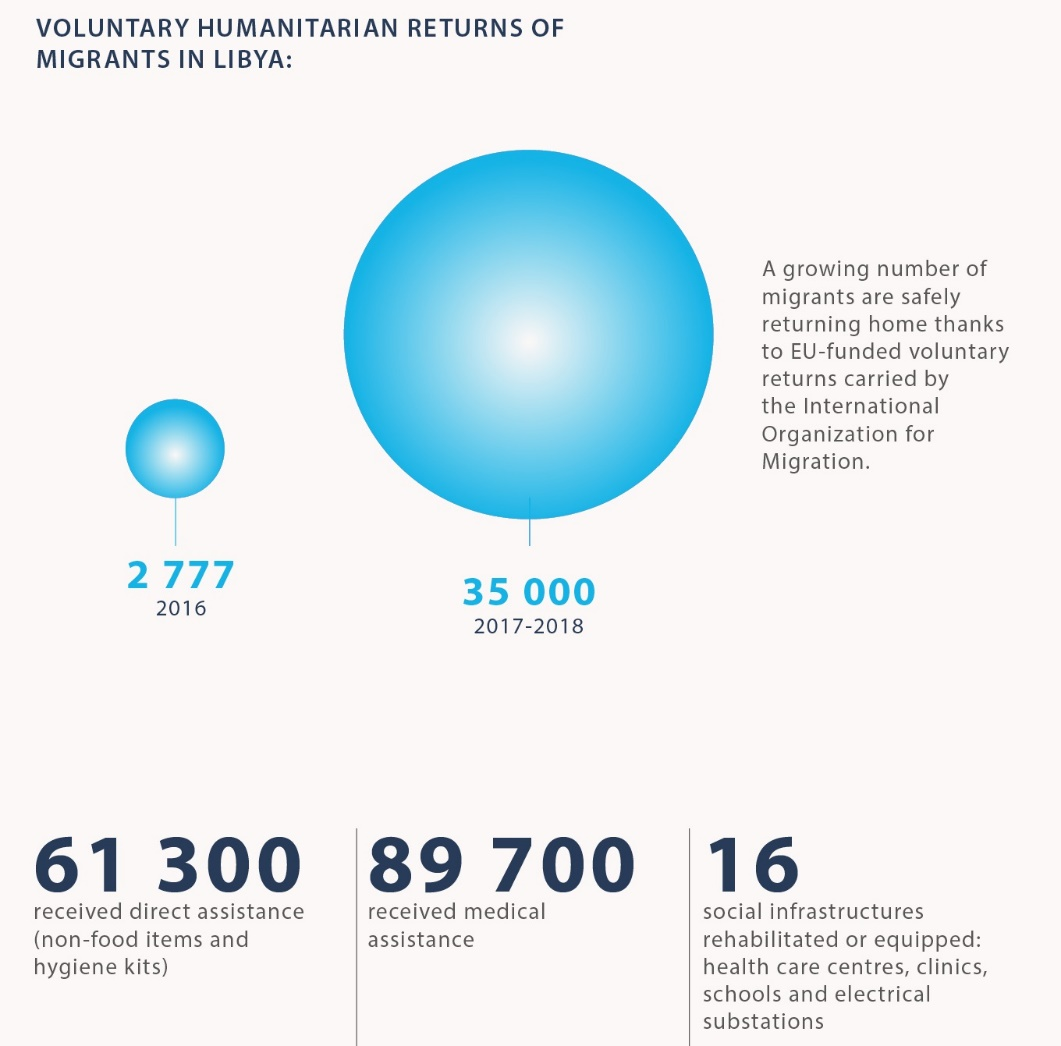 VOLUNTARY HUMANITARIAN RETURNS OF
MIGRANTS IN LIBYA:
A growing number of
migrants are safely
returning home thanks
to EU-funded voluntary
returns carried by
the International
Organization for
Migration.
2 777
2016
35 000
2017-2018
61 300
received direct assistance
(non-food items and
hygiene kits)
89 700
received medical
assistance
16
social infrastructures
rehabilitated or equipped:
health care centres, clinics,
schools and electrical
substations